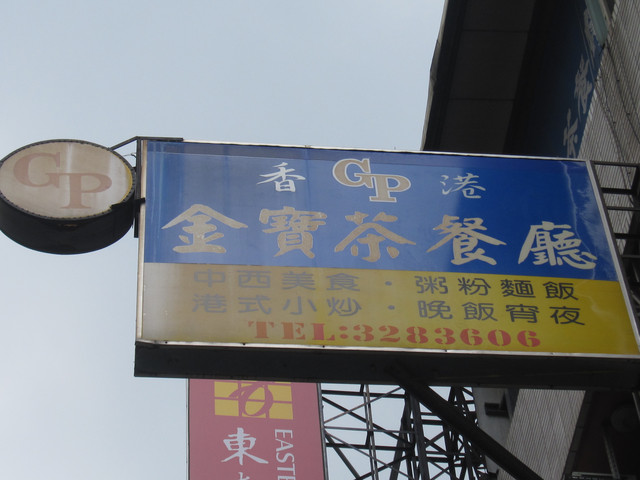 GP
香 GP 港
金寶茶餐廳
中西美食·粥粉麵飯
港式小炒·晚飯宵夜
TEL:3283606
東
EASTE